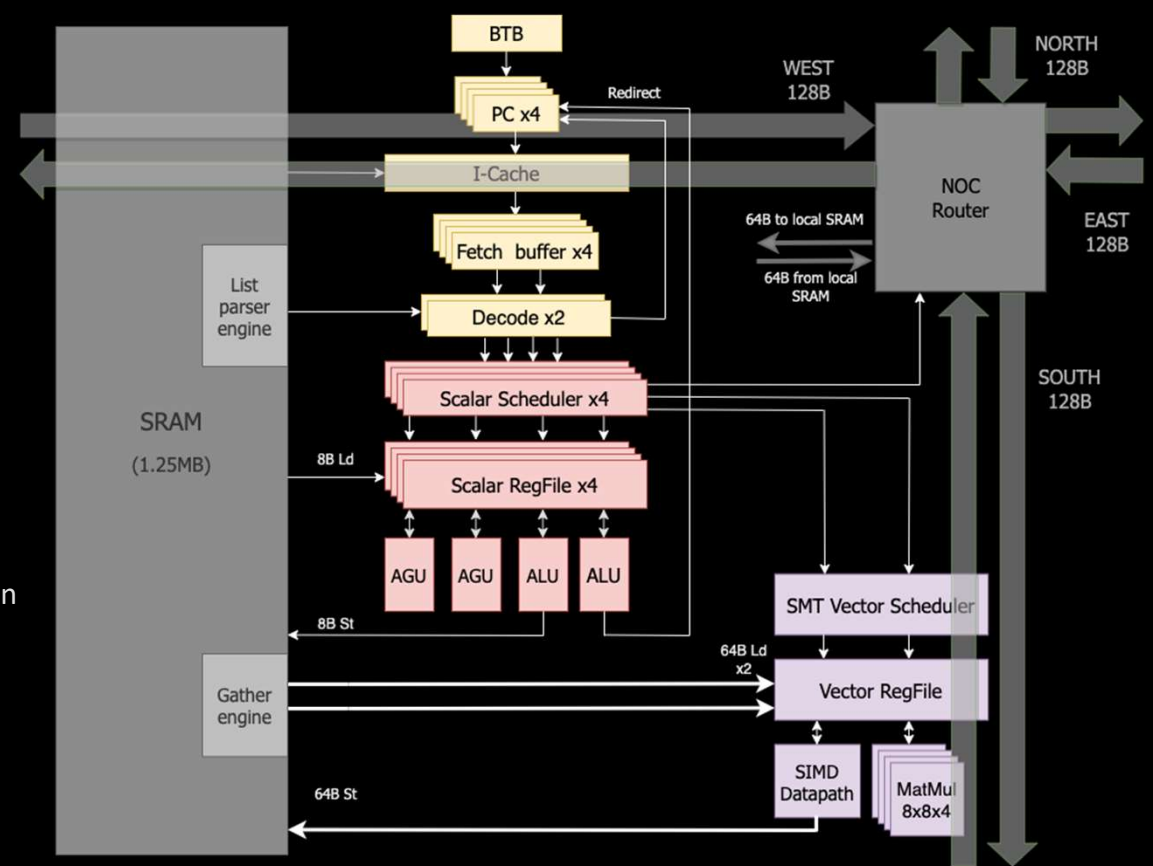 BTB
PC x4
Redirect
I-Cache
Fetch buffer x4
List
parser
engine
Decode x2
SRAM
(1.25MB)
Scalar Scheduler x4
8B Ld
Scalar RegFile x4
AGU
AGU
ALU
ALU
n
8B St
Gather
engine
64B St
WEST
128B
NORTH
128B
NOC
Router
EAST
128B
64B to local SRAM
64B from local
SRAM
SOUTH
128B
SMT Vector Scheduler
64B Ld
x2
Vector RegFile
SIMD
Datapath
MatMul
8x8x4